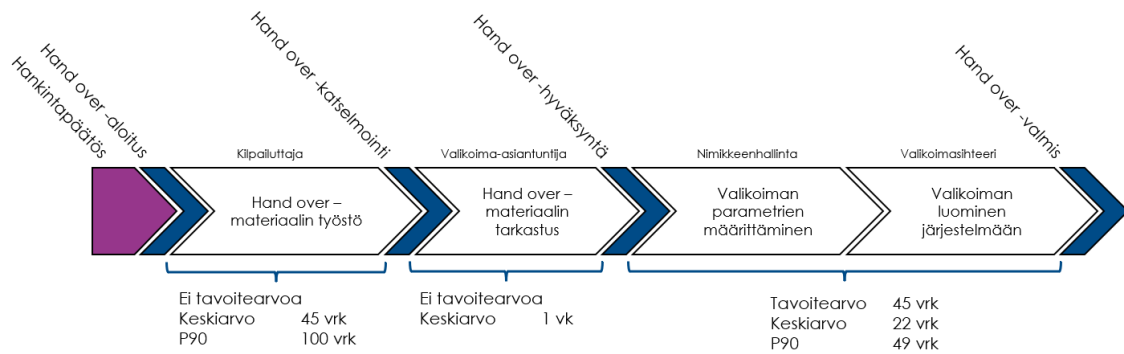 Hankintapäätös
Hand over -aloitus
Hand over -katselmointi
Hand over -hyväksyntä
Hand over -valmis
Kilpailuttaja
Valikoima-asiantuntija
Nimikkeenhallinta
Valikoimasihteeri
Hand over –
materiaalin työstö
Hand over –
materiaalin
tarkastus
Valikoiman
parametrien
määrittäminen
Valikoiman
luominen
järjestelmään
Ei tavoitearvoa
Keskiarvo 45 vrk
P90 100 vrk
Ei tavoitearvoa
Keskiarvo 1 vk
Tavoitearvo 45 vrk
Keskiarvo 22 vrk
P90 49 vrk